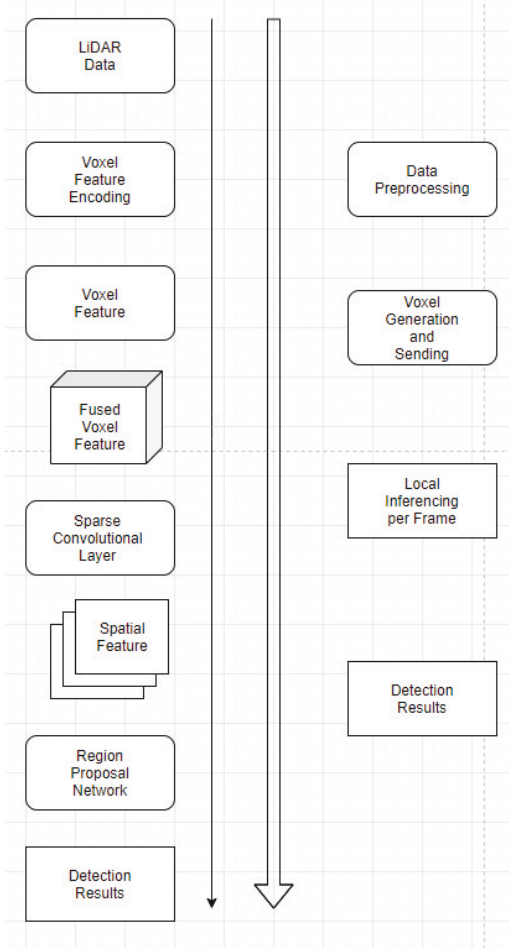 LiDAR
Data
Voxel
Feature
Encoding
Voxel
Feature
Fused
Voxel
Feature
Sparse
Convolutional
Layer
Spatial
Feature
Region
Proposal
Network
Detection
Results
Data
Preprocessing
Voxel
Generation
and
Sending
Local
Inferencing
per Frame
Detection
Results